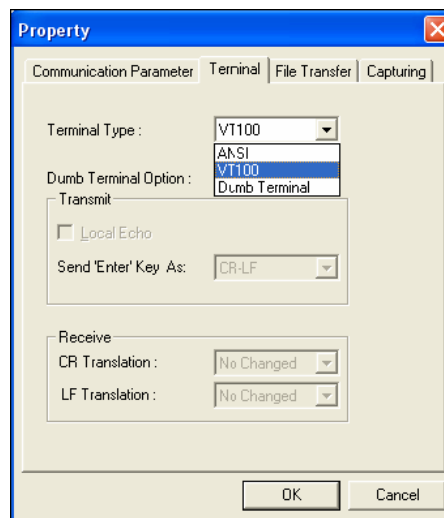 Property
Communication Parameter Terminal File Transfer Capturing
Terminal Type : VT100
ANSI
VT100
Dumb Terminal
Dumb Terminal Option :
Transmit
Local Echo
Send 'Enter' Key As: CR-LF
Receive
CR Translation : No Changed
LF Translation : No Changed
OK Cancel